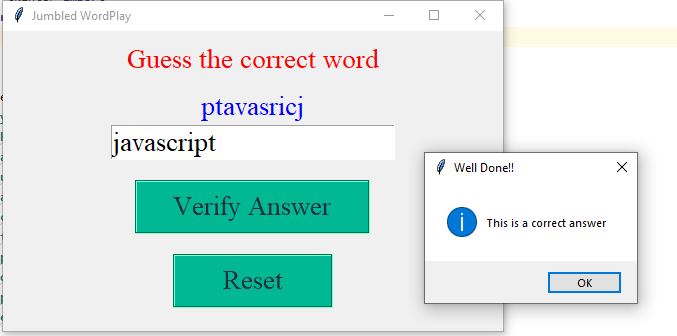 Jumbled WordPlay
Guess the correct word
ptavasricj
javascript
Verify Answer
Reset
Well Done!!
This is a correct answer
OK